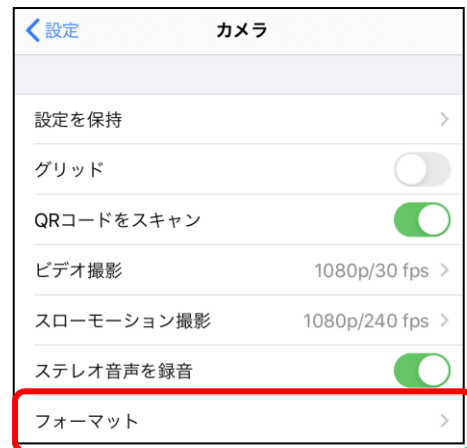 設定 カメラ
設定を保持
グリッド
QRコードをスキャン
ビデオ撮影 1080p/30 fps
スローモーション撮影 1080p/240 fps
ステレオ音声を録音
フォーマット